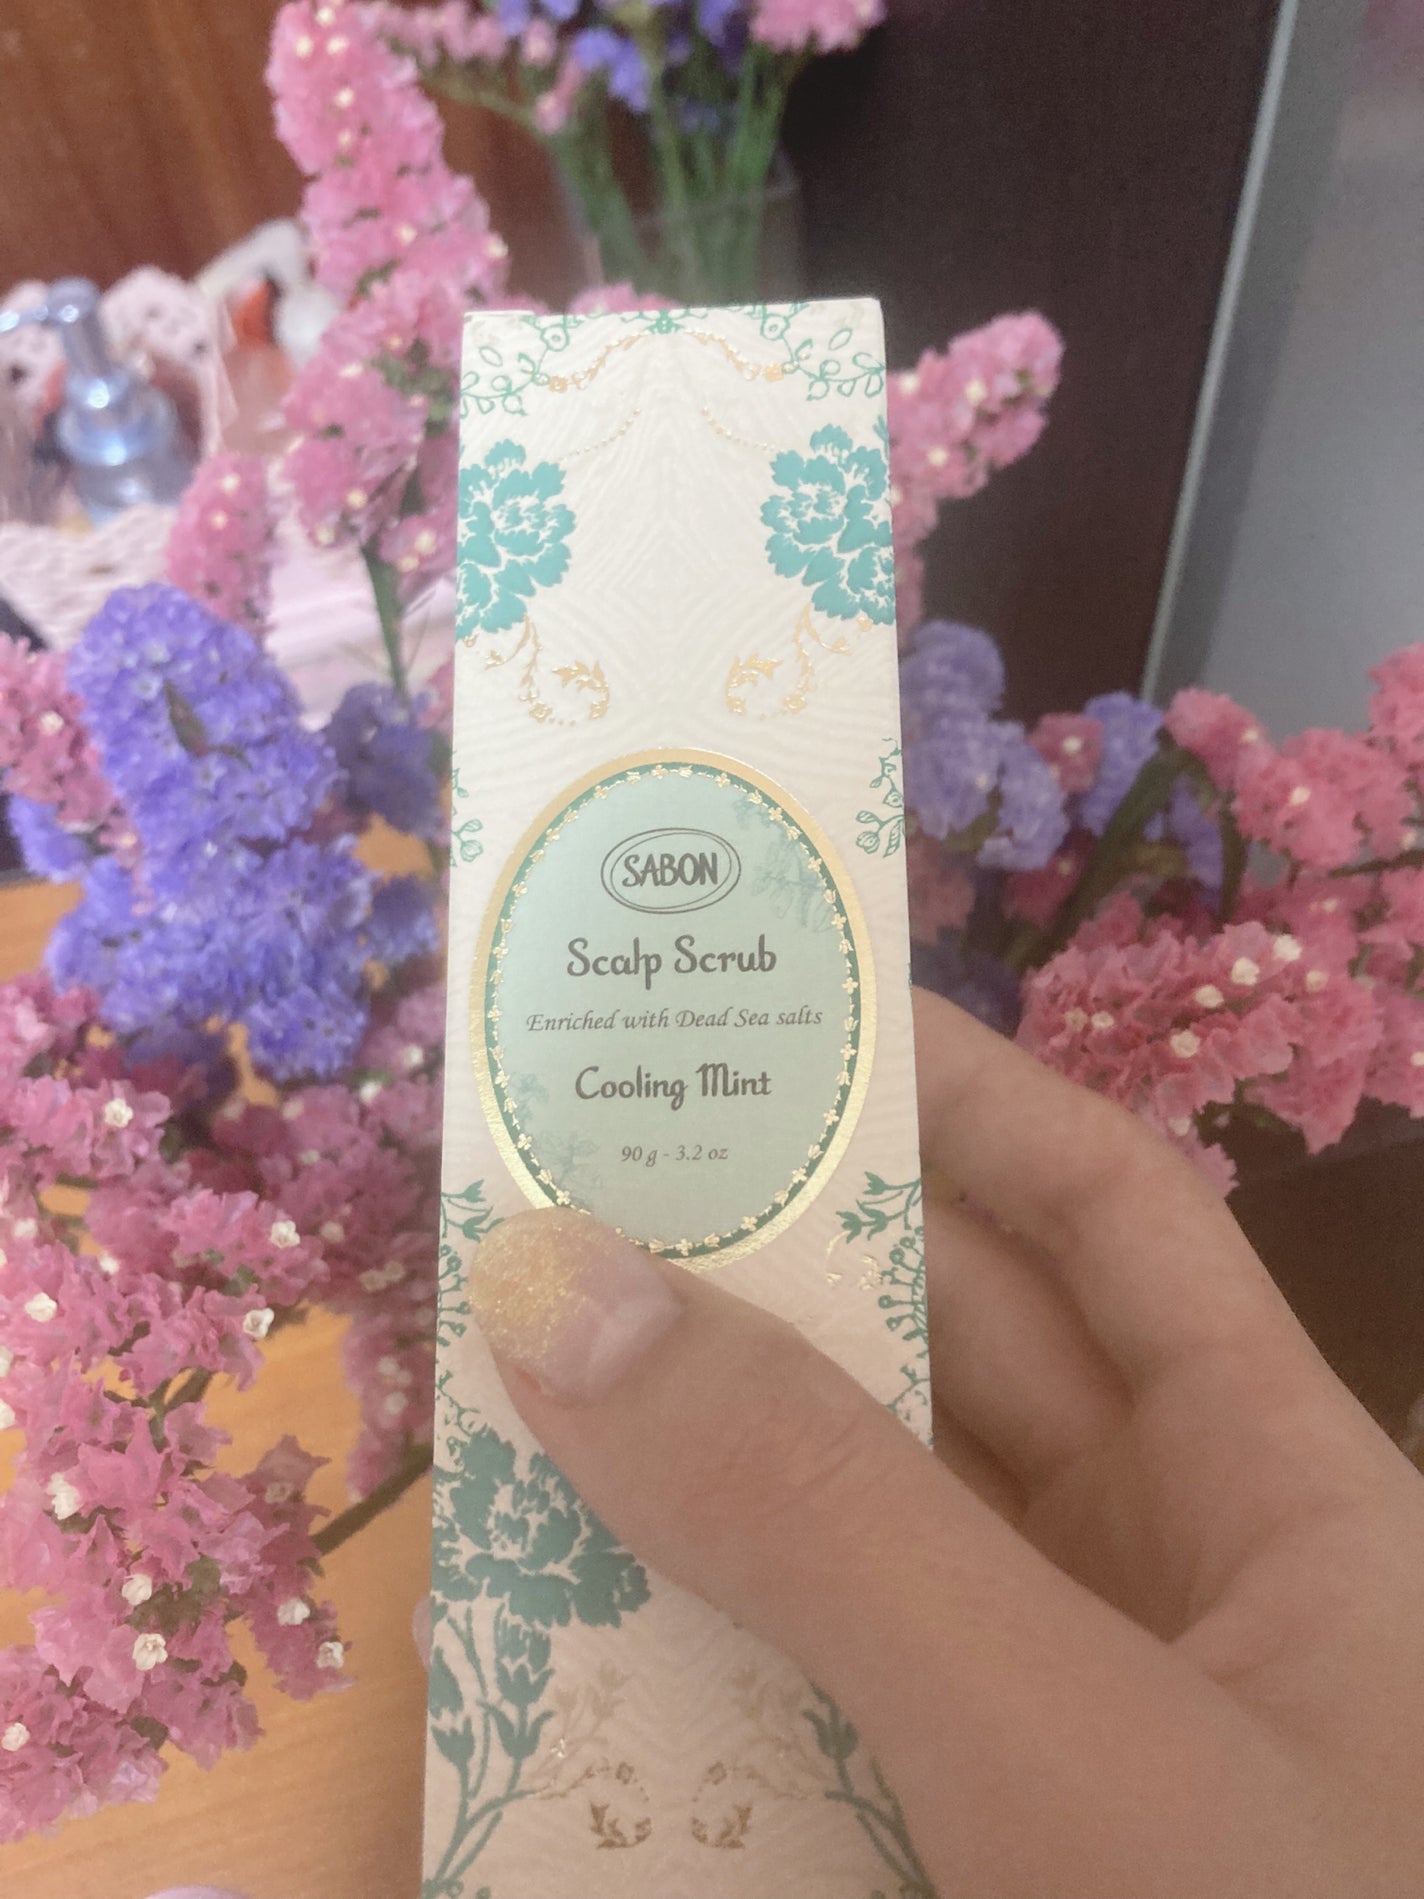 SABON
Scalp Scrub
Enriched with Dead Sea salts
Cooling Mint
90 g - 3.2 oz